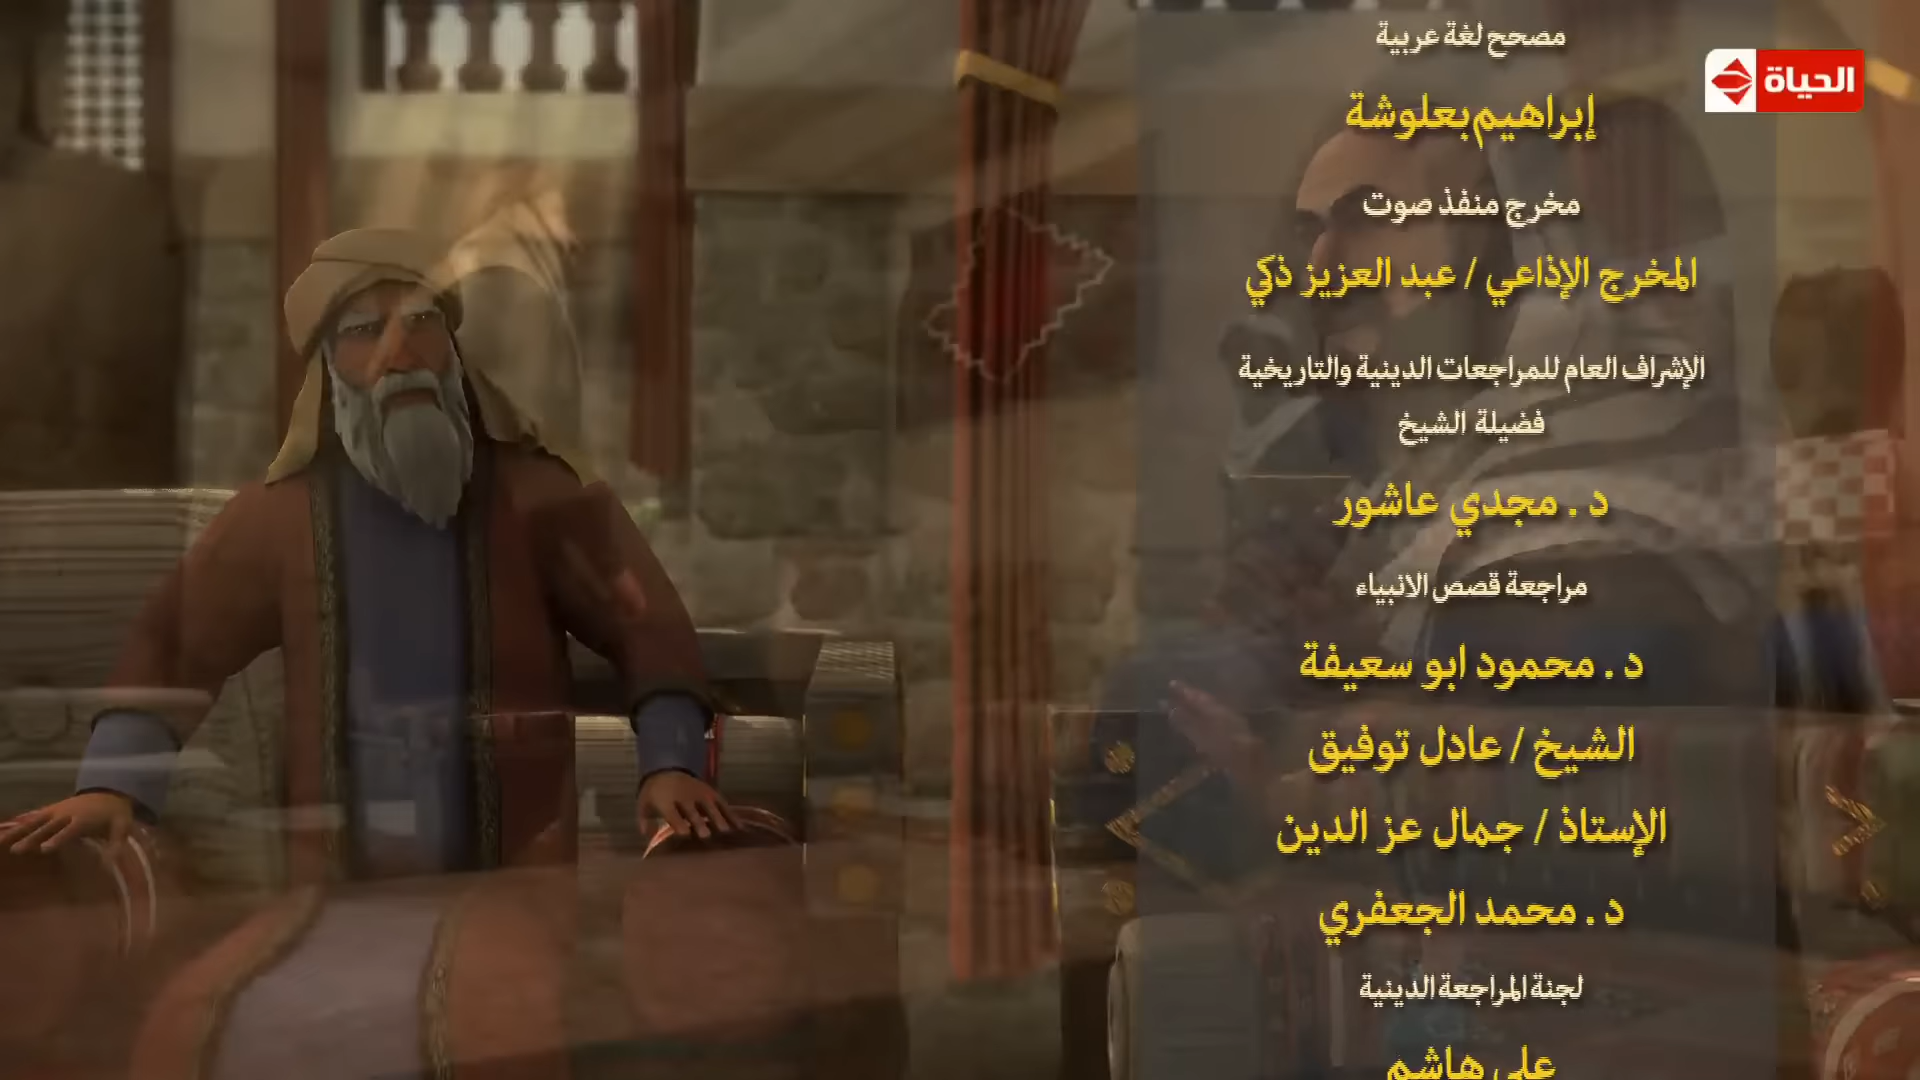 مصحح لغة عربية
الحياة
إبراهيم بعلوشة
مخرج منفذ صوت
المخرج الإذاعي / عبد العزيز ذكي
الإشراف العام للمراجعات الدينية والتاريخية
فضيلة الشيخ
د . مجدي عاشور
مراجعة قصص الانبياء
د . محمود ابو سعيفة
الشيخ / عادل توفيق
الإستاذ / جمال عز الدين
د . محمد الجعفري
لجنة المراجعة الدينية
علي هاشم